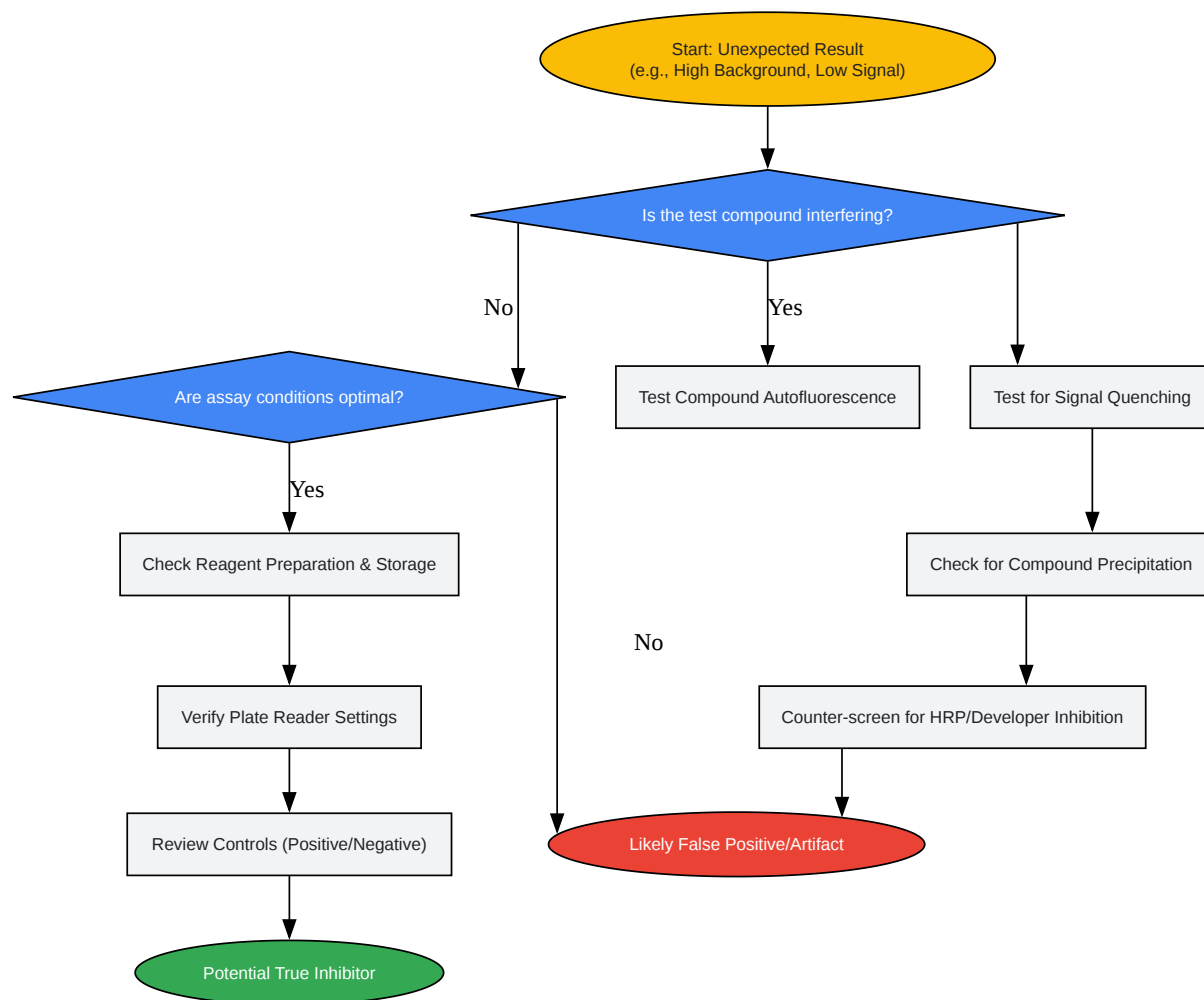 Start: Unexpected Result
(e.g., High Background, Low Signal)
Is the test compound interfering?
No
Yes
Are assay conditions optimal?
Test Compound Autofluorescence
Test for Signal Quenching
Yes
Check Reagent Preparation & Storage
Check for Compound Precipitation
No
Verify Plate Reader Settings
Counter-screen for HRP/Developer Inhibition
Review Controls (Positive/Negative)
Likely False Positive/Artifact
Potential True Inhibitor